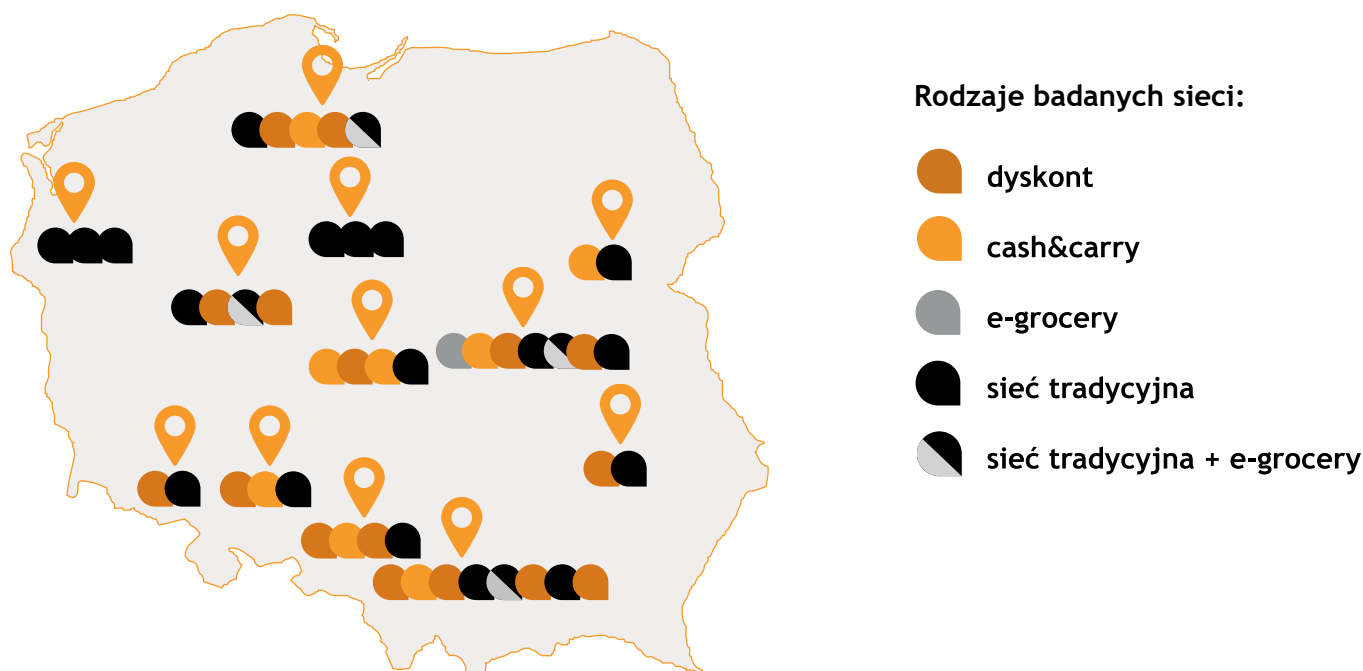 Rodzaje badanych sieci:
dyskont
cash&carry
e-grocery
sieć tradycyjna
sieć tradycyjna + e-grocery